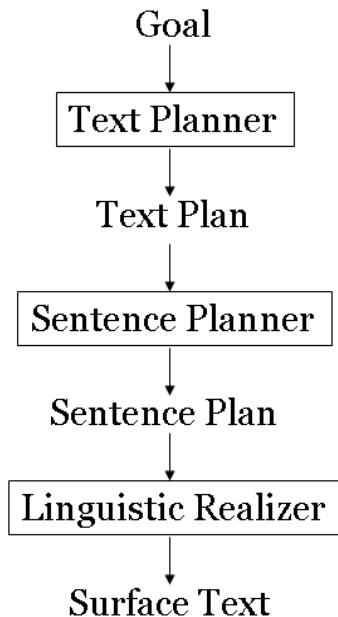 Goal
Text Planner
Text Plan
Sentence Planner
Sentence Plan
Linguistic Realizer
Surface Text